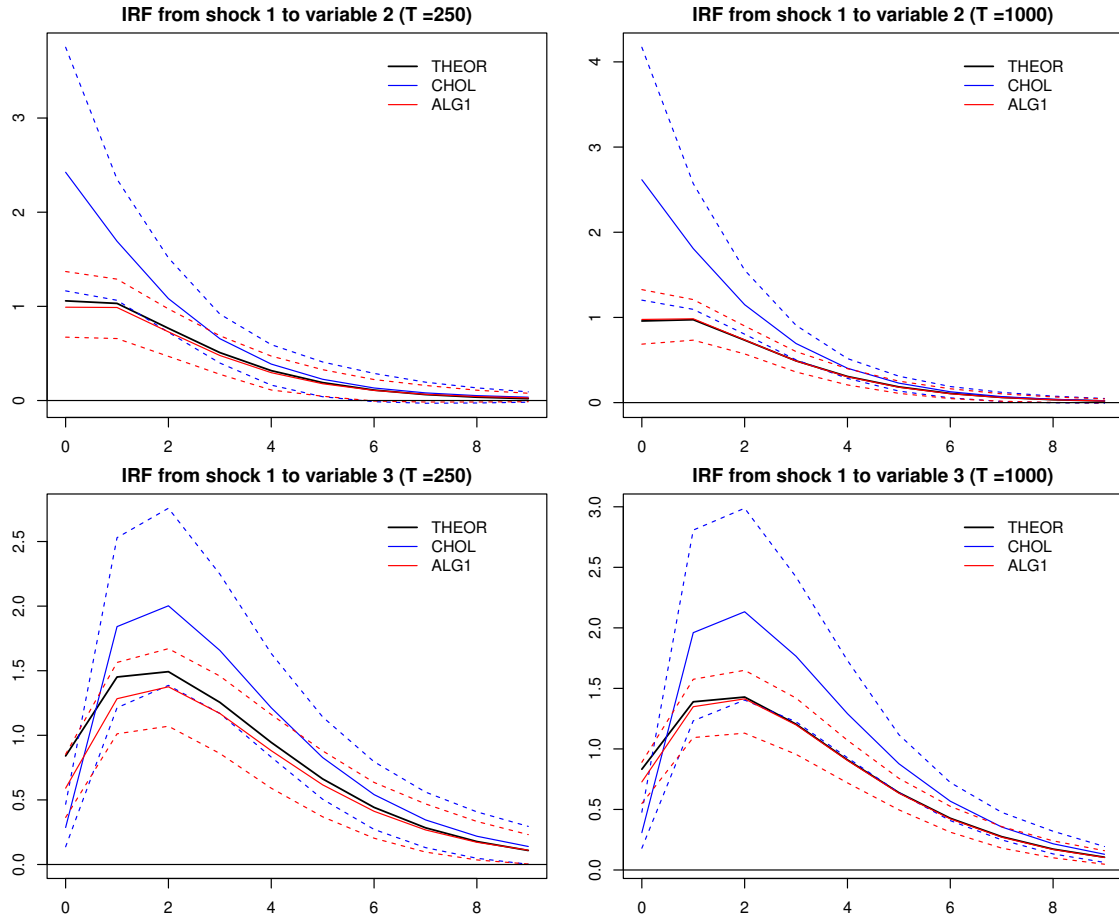 IRF from shock 1 to variable 2 (T =250)
THEOR
CHOL
ALG1
3
2
1
0
0 2 4 6 8
IRF from shock 1 to variable 2 (T =1000)
THEOR
CHOL
ALG1
4
3
2
1
0
0 2 4 6 8
IRF from shock 1 to variable 3 (T =250)
THEOR
CHOL
ALG1
2.5
2.0
1.5
1.0
0.5
0.0
0 2 4 6 8
IRF from shock 1 to variable 3 (T =1000)
THEOR
CHOL
ALG1
3.0
2.5
2.0
1.5
1.0
0.5
0.0
0 2 4 6 8